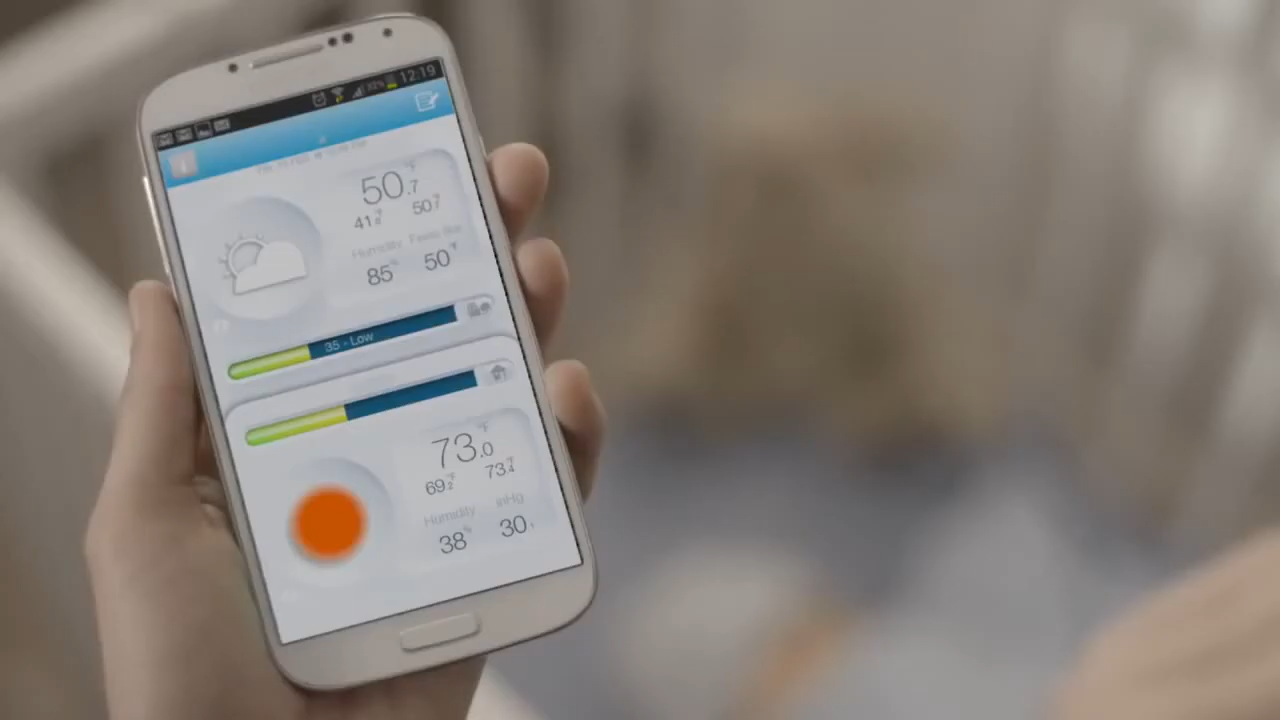 12:19
50.7 °F
41 50.7
Humidity Feels like
85% 50°F
35 - Low
73.0 °F
69.2 °F 73.4 °F
Humidity inHg
38% 30.1